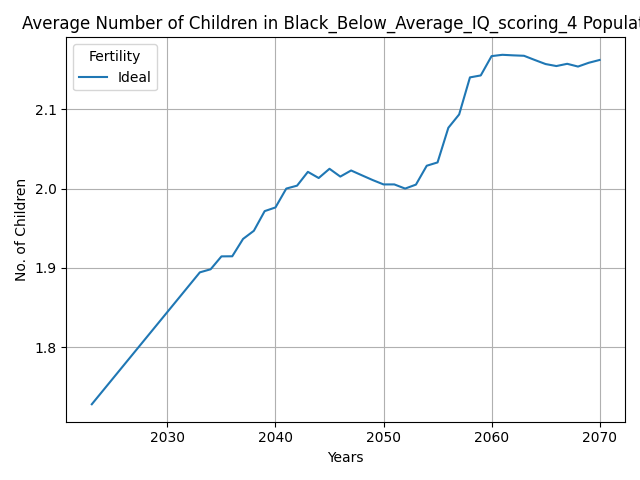 Average Number of Children in Black_Below_Average_IQ_scoring_4 Populat
Fertility
Ideal
2.1
2.0
1.9
1.8
No. of Children
2030 2040 2050 2060 2070
Years